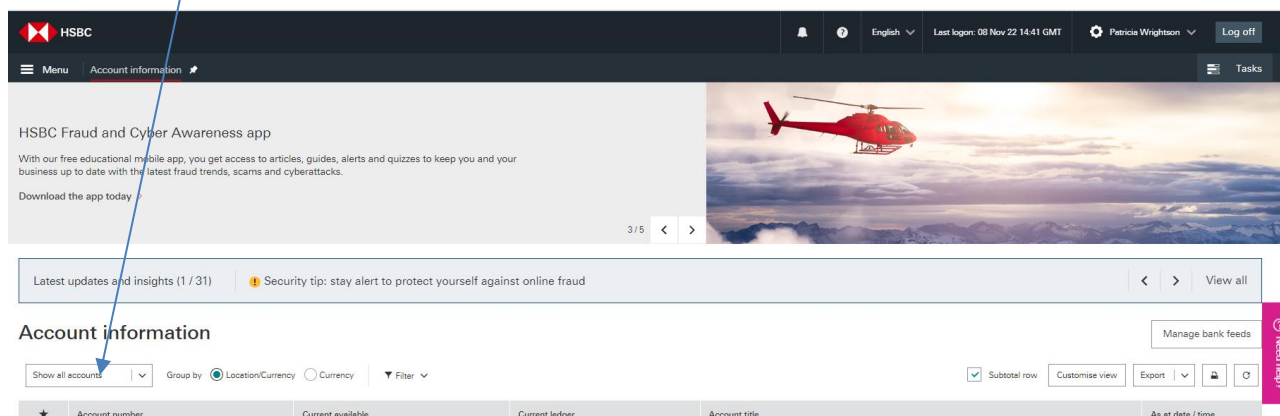 HSBC
English
Last logon: 08 Nov 22 14:41 GMT
Patricia Wrightson
Log off
Menu
Account information
Tasks
HSBC Fraud and Cyber Awareness app
With our free educational mobile app, you get access to articles, guides, alerts and quizzes to keep you and your
business up to date with the latest fraud trends, scams and cyberattacks.
Download the app today
3/5
Latest updates and insights (1 / 31)
Security tip: stay alert to protect yourself against online fraud
View all
Account information
Manage bank feeds
Need help?
Show all accounts
Group by
Location/Currency
Currency
Filter
Subtotal row
Customise view
Export
Account number
Current available
Current ledger
Account title
As at date / time